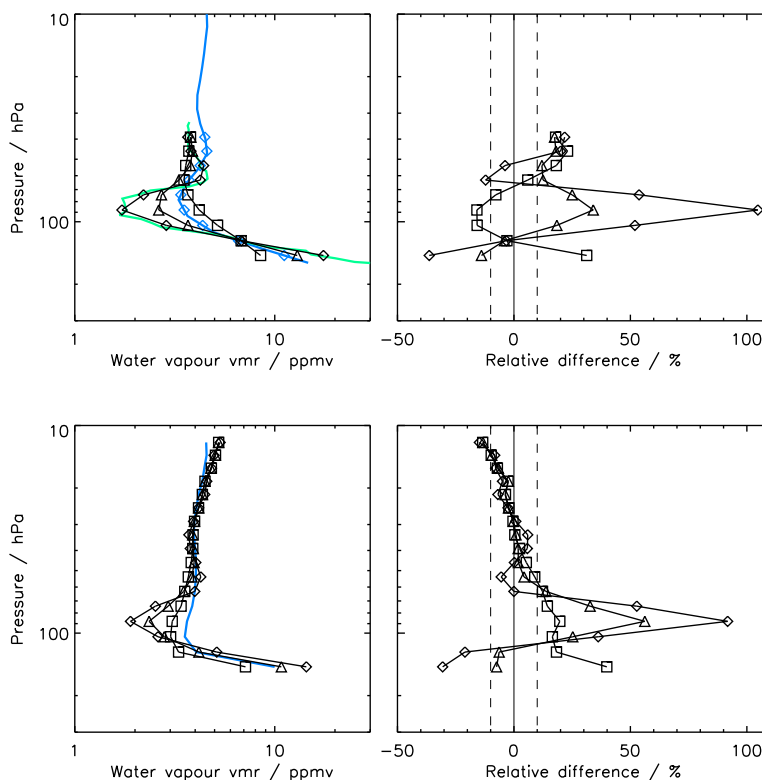 10
100
Pressure / hPa
1
10
Water vapour vmr / ppmv
-50
0
50
100
Relative difference / %
10
100
Pressure / hPa
1
10
Water vapour vmr / ppmv
-50
0
50
100
Relative difference / %